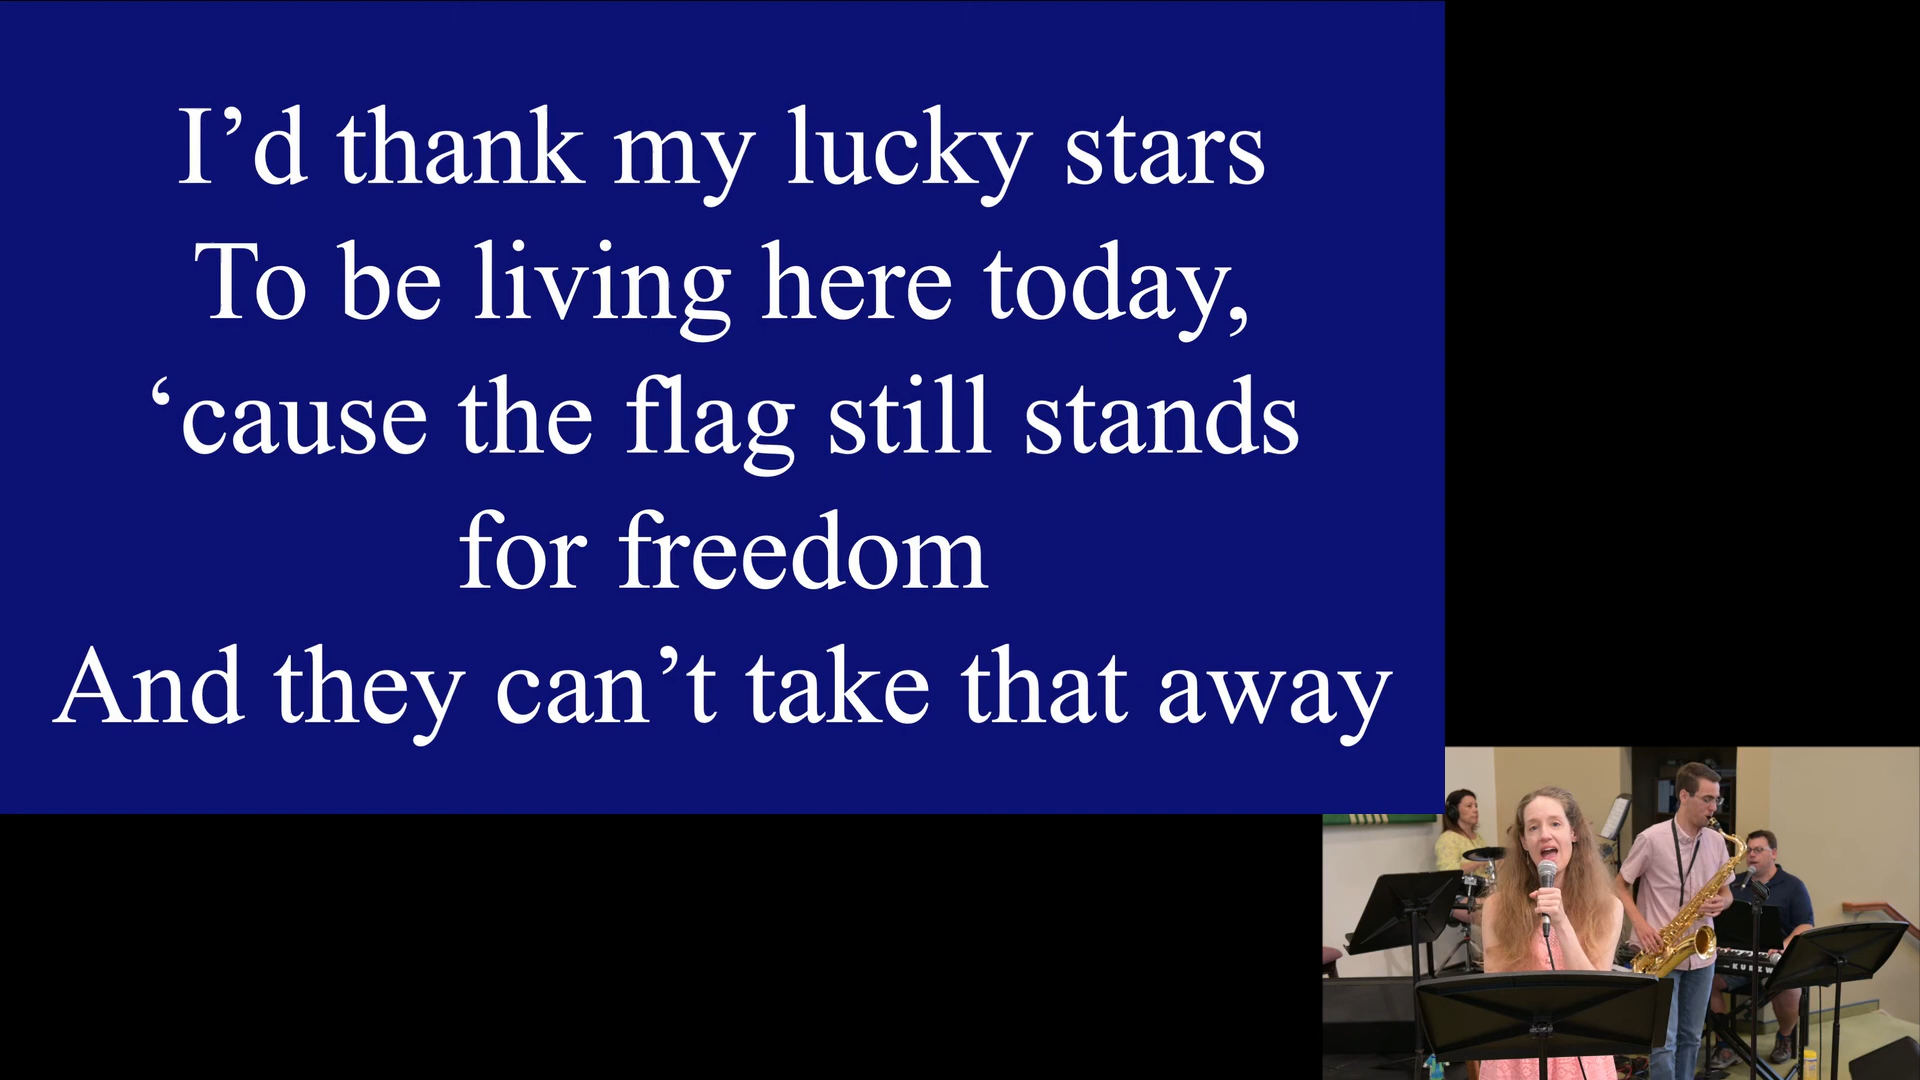 I’d thank my lucky stars
To be living here today,
‘cause the flag still stands
for freedom
And they can’t take that away
KURZW